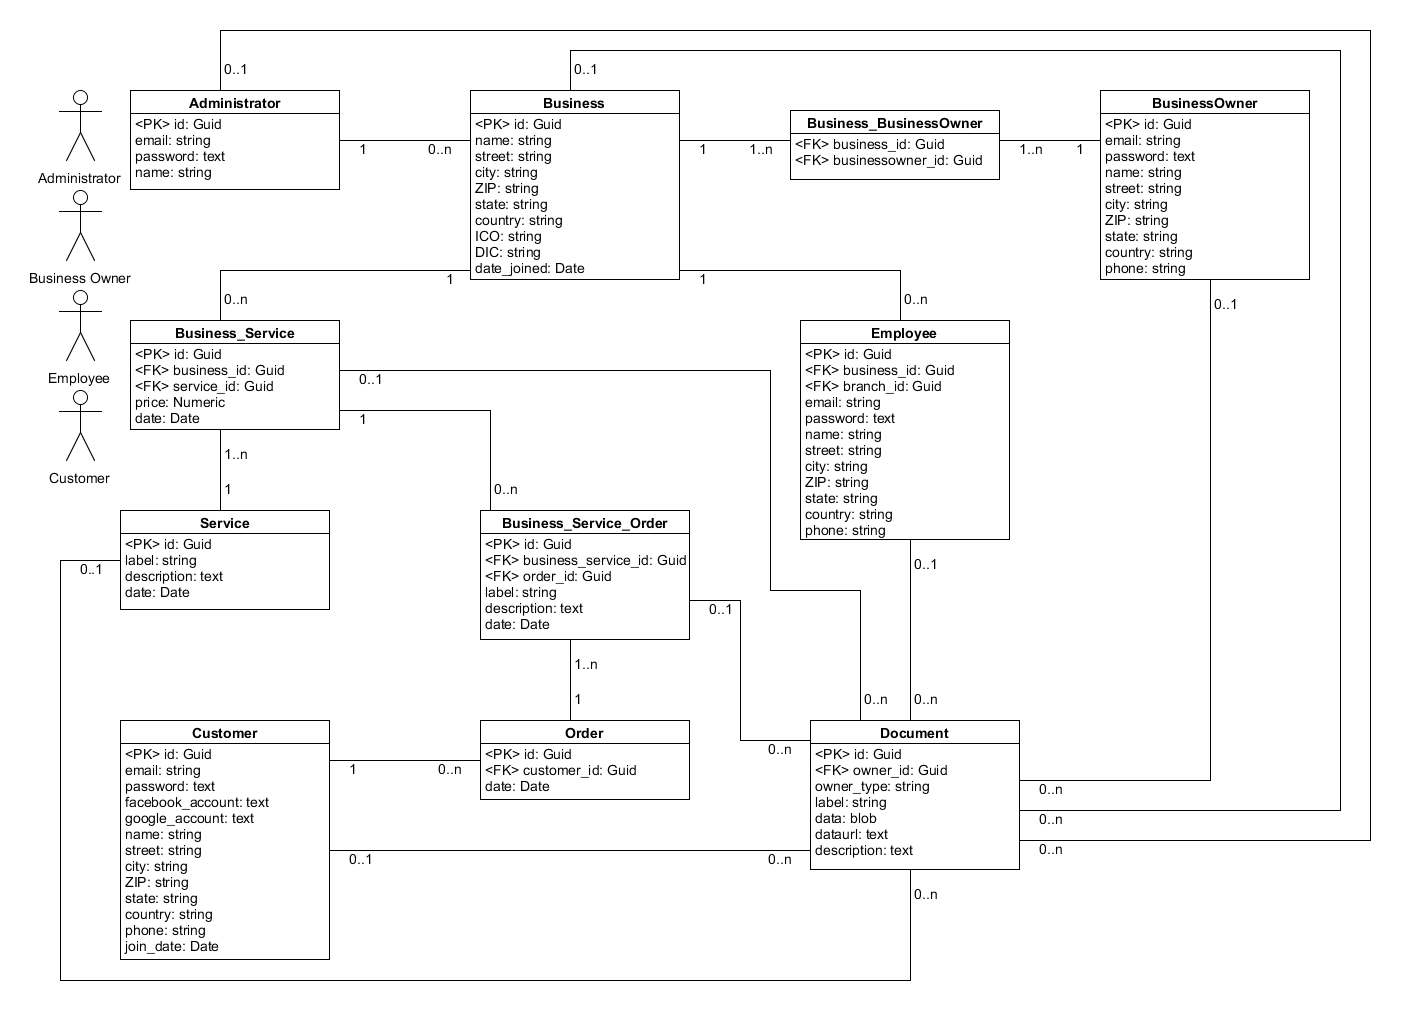 0..1
0..1
Administrator
<PK> id: Guid
email: string
password: text
name: string
1
0..n
Business
<PK> id: Guid
name: string
street: string
city: string
ZIP: string
state: string
country: string
ICO: string
DIC: string
date_joined: Date
1
1..n
Business_BusinessOwner
<FK> business_id: Guid
<FK> businessowner_id: Guid
1..n
1
BusinessOwner
<PK> id: Guid
email: string
password: text
name: string
street: string
city: string
ZIP: string
state: string
country: string
phone: string
0..1
Administrator
Business Owner
Employee
Customer
1
0..n
1
0..n
Business_Service
<PK> id: Guid
<FK> business_id: Guid
<FK> service_id: Guid
price: Numeric
date: Date
0..1
1
1..n
1
0..n
Employee
<PK> id: Guid
<FK> business_id: Guid
<FK> branch_id: Guid
email: string
password: text
name: string
street: string
city: string
ZIP: string
state: string
country: string
phone: string
0..1
Service
<PK> id: Guid
label: string
description: text
date: Date
0..1
Business_Service_Order
<PK> id: Guid
<FK> business_service_id: Guid
<FK> order_id: Guid
label: string
description: text
date: Date
0..1
1..n
1
0..n
0..n
Customer
<PK> id: Guid
email: string
password: text
facebook_account: text
google_account: text
name: string
street: string
city: string
ZIP: string
state: string
country: string
phone: string
join_date: Date
1
0..n
Order
<PK> id: Guid
<FK> customer_id: Guid
date: Date
0..n
Document
<PK> id: Guid
<FK> owner_id: Guid
owner_type: string
label: string
data: blob
dataurl: text
description: text
0..n
0..n
0..n
0..1
0..n
0..n